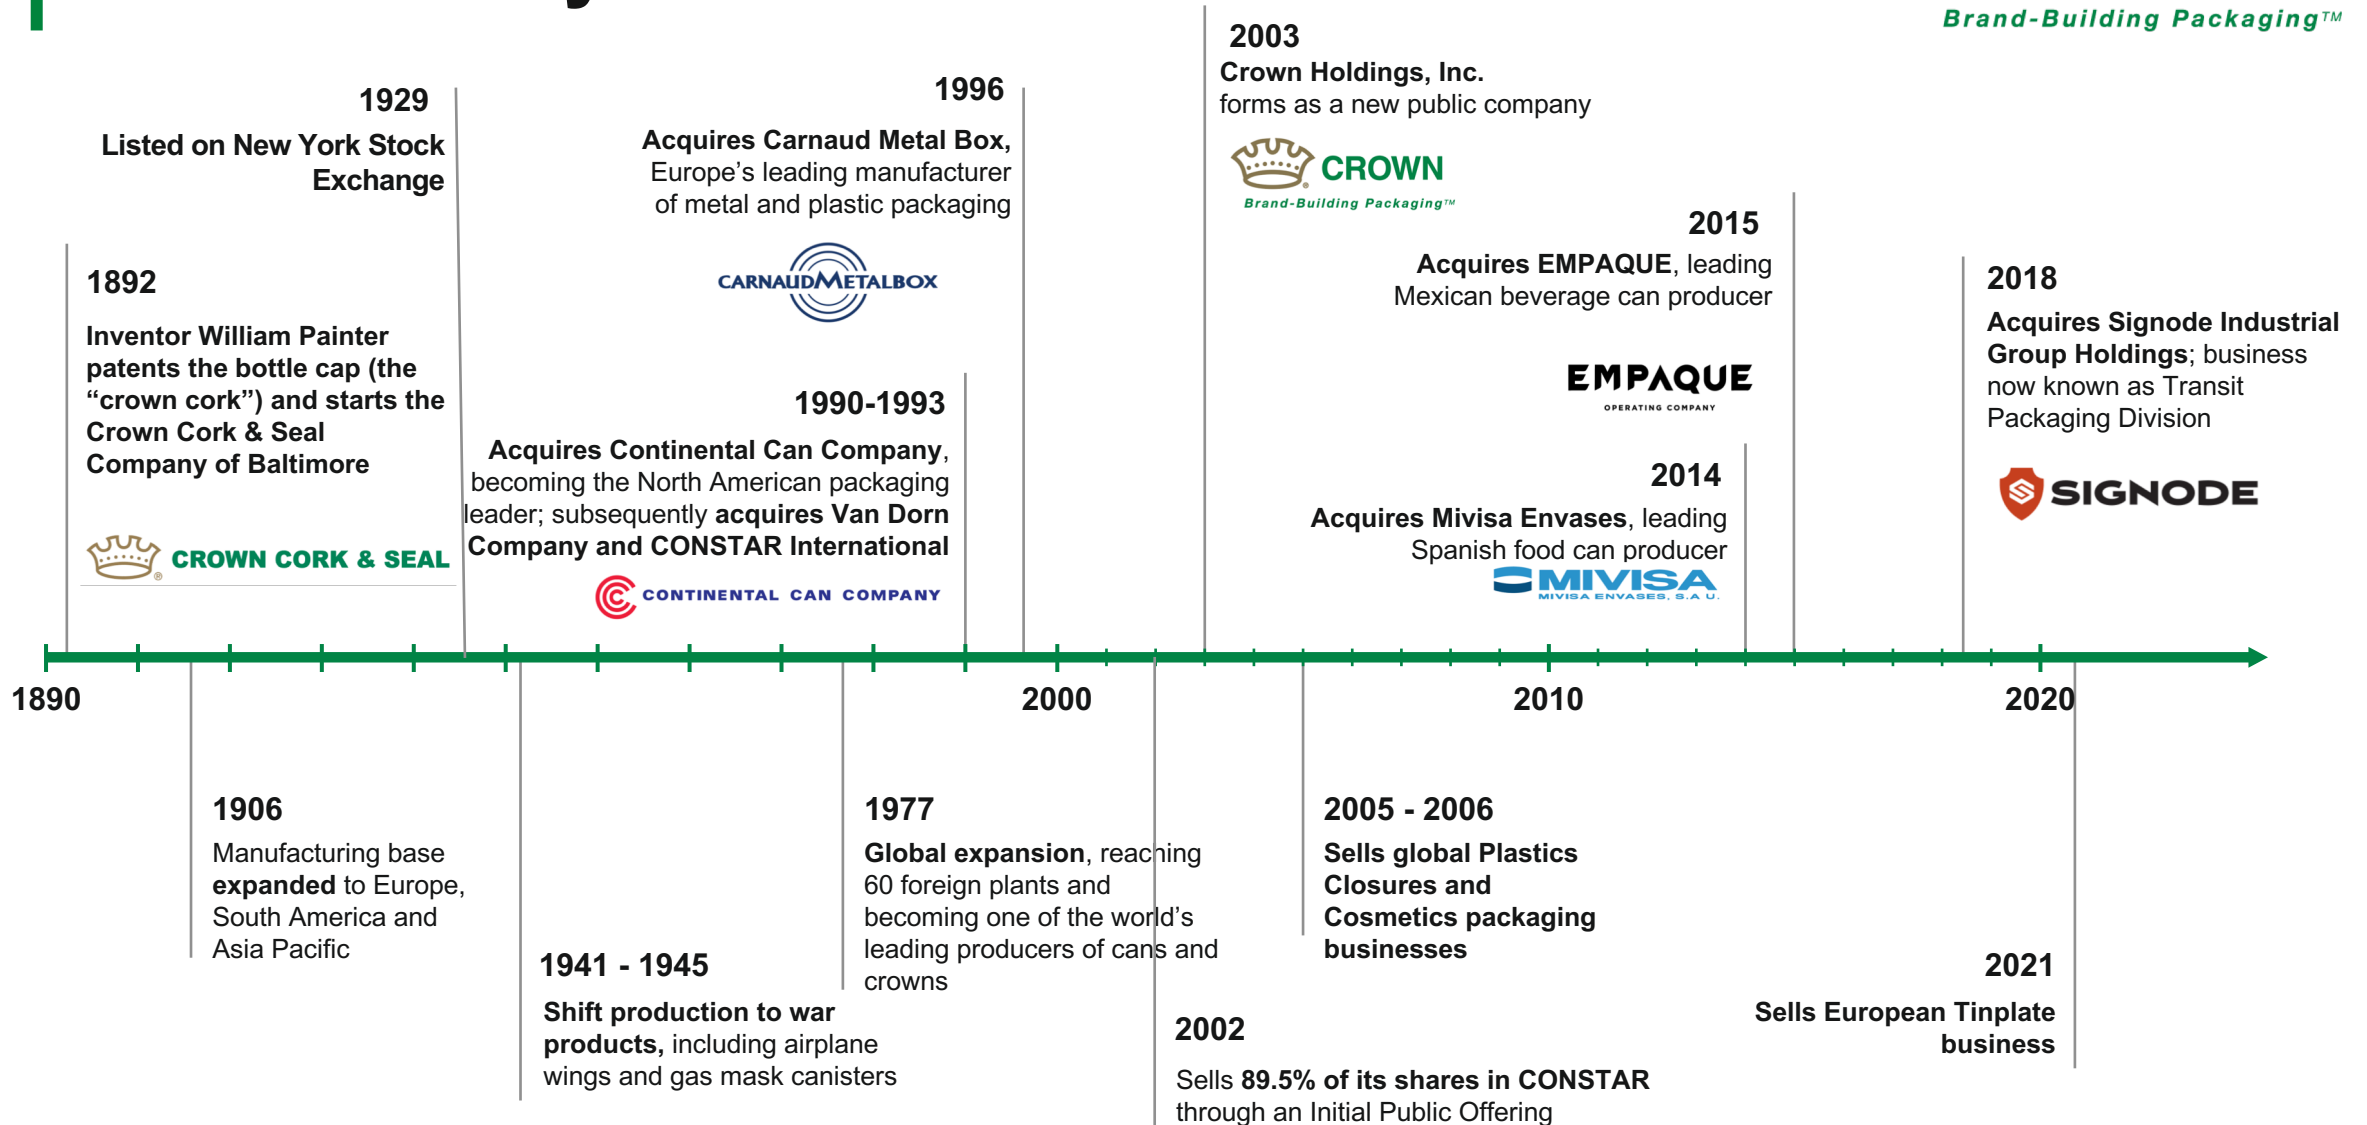 Brand-Building Packaging™
1929
Listed on New York Stock
Exchange
1996
Acquires Carnaud Metal Box,
Europe’s leading manufacturer
of metal and plastic packaging
CARNAUDMETALBOX
2003
Crown Holdings, Inc.
forms as a new public company
CROWN
®
Brand-Building Packaging™
1892
Inventor William Painter
patents the bottle cap (the
“crown cork”) and starts the
Crown Cork & Seal
Company of Baltimore
CROWN CORK & SEAL
®
1990-1993
Acquires Continental Can Company,
becoming the North American packaging
leader; subsequently acquires Van Dorn
Company and CONSTAR International
C CONTINENTAL CAN COMPANY
2015
Acquires EMPAQUE, leading
Mexican beverage can producer
EMPAQUE
OPERATING COMPANY
2014
Acquires Mivisa Envases, leading
Spanish food can producer
MIVISA
MIVISA ENVASES, S.A U.
2018
Acquires Signode Industrial
Group Holdings; business
now known as Transit
Packaging Division
SIGNODE
1890
2000
2010
2020
1906
Manufacturing base
expanded to Europe,
South America and
Asia Pacific
1941 - 1945
Shift production to war
products, including airplane
wings and gas mask canisters
1977
Global expansion, reaching
60 foreign plants and
becoming one of the world’s
leading producers of cans and
crowns
2002
Sells 89.5% of its shares in CONSTAR
through an Initial Public Offering
2005 - 2006
Sells global Plastics
Closures and
Cosmetics packaging
businesses
2021
Sells European Tinplate
business